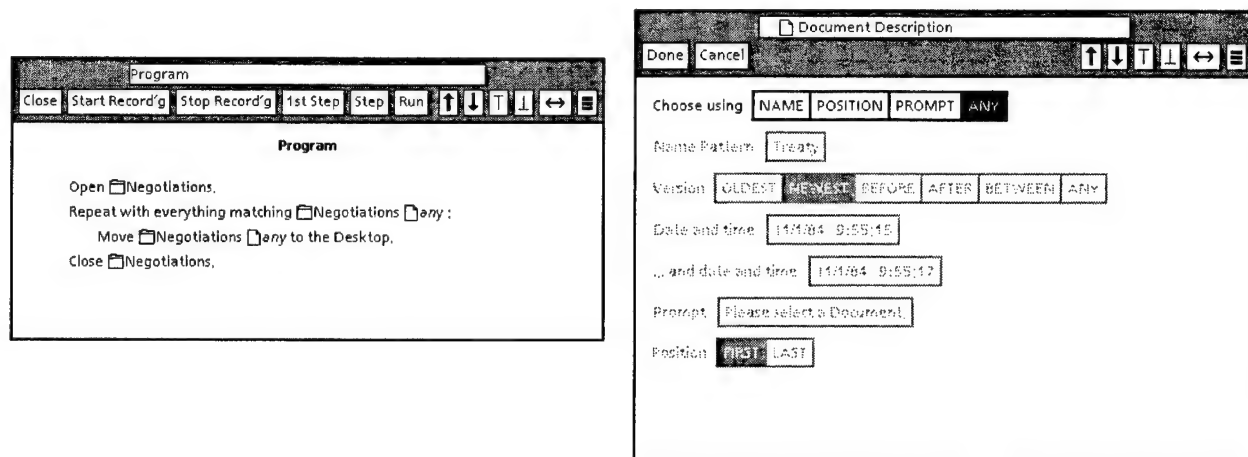 Program
Close Start Record'g Stop Record'g 1st Step Step Run
Program
Open Negotiations.
Repeat with everything matching Negotiations any :
Move Negotiations any to the Desktop.
Close Negotiations.
Document Description
Done Cancel
Choose using NAME POSITION PROMPT ANY
Name Pattern Treaty
Version OLDEST NEWEST BEFORE AFTER BETWEEN ANY
Date and time 11/1/84 9:55:15
... and date and time 11/1/84 9:55:17
Prompt Please select a Document.
Position FIRST LAST